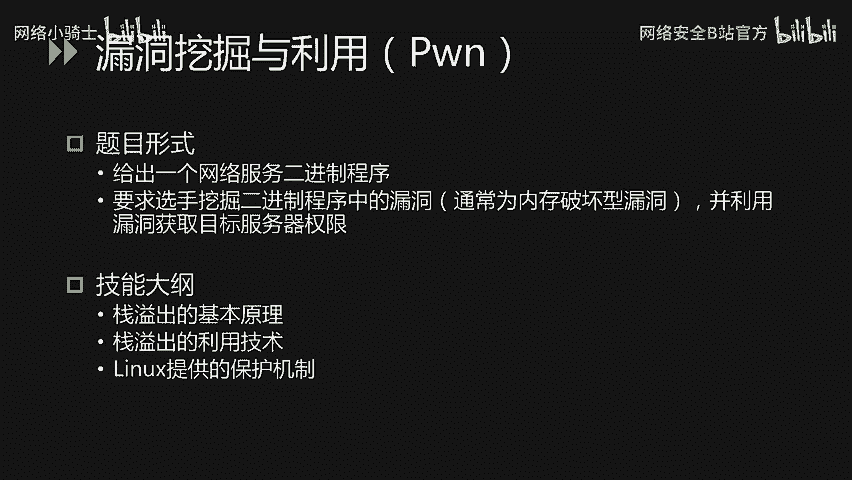 网络小骑士 bilibili
网络安全B站官方 bilibili
漏洞挖掘与利用（Pwn）
题目形式
• 给出一个网络服务二进制程序
• 要求选手挖掘二进制程序中的漏洞（通常为内存破坏型漏洞），并利用
漏洞获取目标服务器权限
技能大纲
• 栈溢出的基本原理
• 栈溢出的利用技术
• Linux提供的保护机制